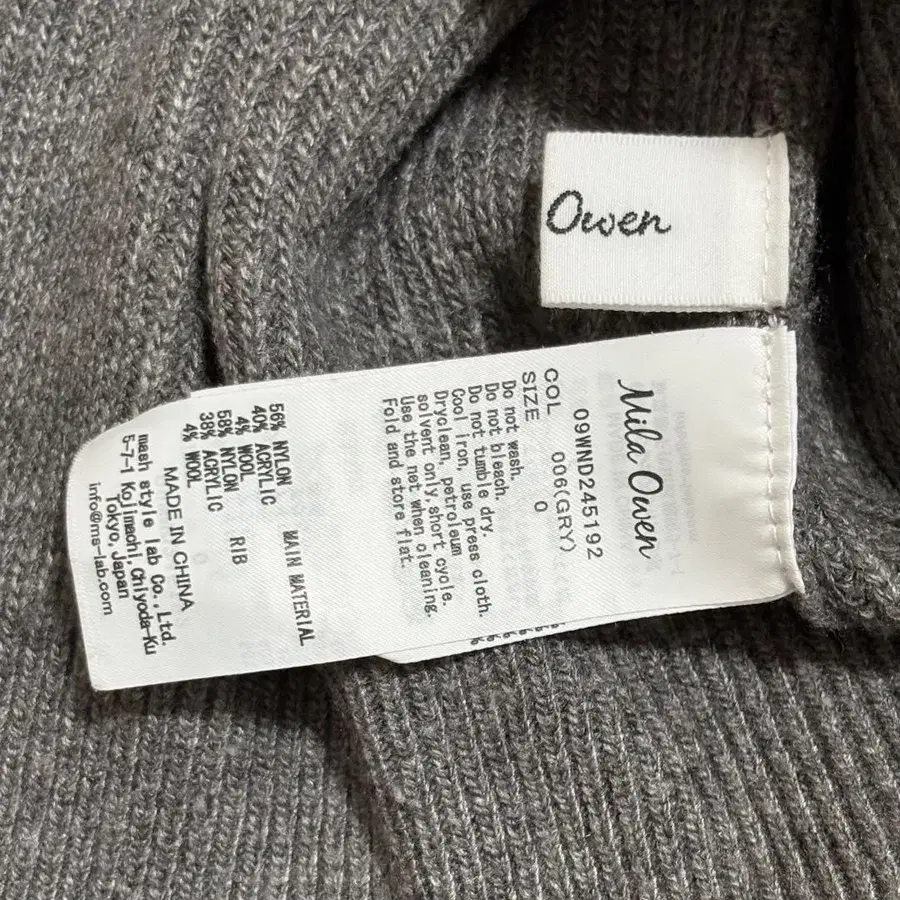 Owen
Mila Owen
09WND245192
COL 006(GRY)
SIZE 0
Do not wash.
Do not bleach.
Do not tumble dry.
Cool iron, use press cloth.
Dryclean, petroleum
solvent only, short cycle.
Use the net when cleaning.
Fold and store flat.
MAIN MATERIAL
56% NYLON
40% ACRYLIC
4% WOOL
RIB
58% NYLON
38% ACRYLIC
4% WOOL
MADE IN CHINA
mash style lab Co., Ltd.
5-7-1 Kojimachi, Chiyoda-Ku
Tokyo, Japan
info@ms-lab.com